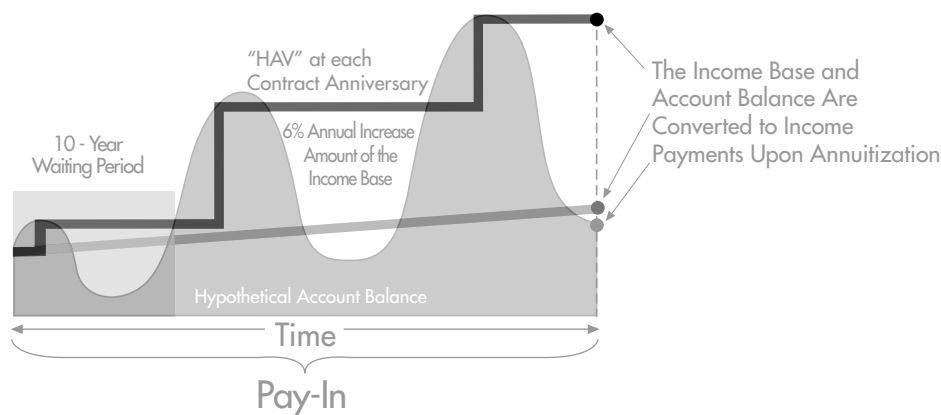 “HAV” at each
Contract Anniversary
The Income Base and
Account Balance Are
Converted to Income
Payments Upon Annuitization
10 - Year
Waiting Period
6% Annual Increase
Amount of the
Income Base
Hypothetical Account Balance
Time
Pay-In